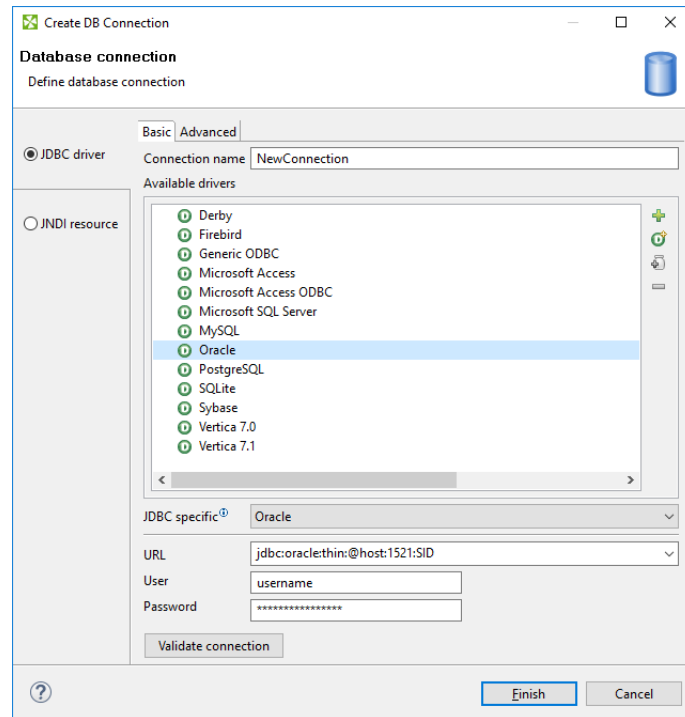 Create DB Connection
Database connection
Define database connection
JDBC driver
JNDI resource
Basic Advanced
Connection name NewConnection
Available drivers
Derby
Firebird
Generic ODBC
Microsoft Access
Microsoft Access ODBC
Microsoft SQL Server
MySQL
Oracle
PostgreSQL
SQLite
Sybase
Vertica 7.0
Vertica 7.1
JDBC specific Oracle
URL jdbc:oracle:thin:@host:1521:SID
User username
Password ****************
Validate connection
Finish Cancel